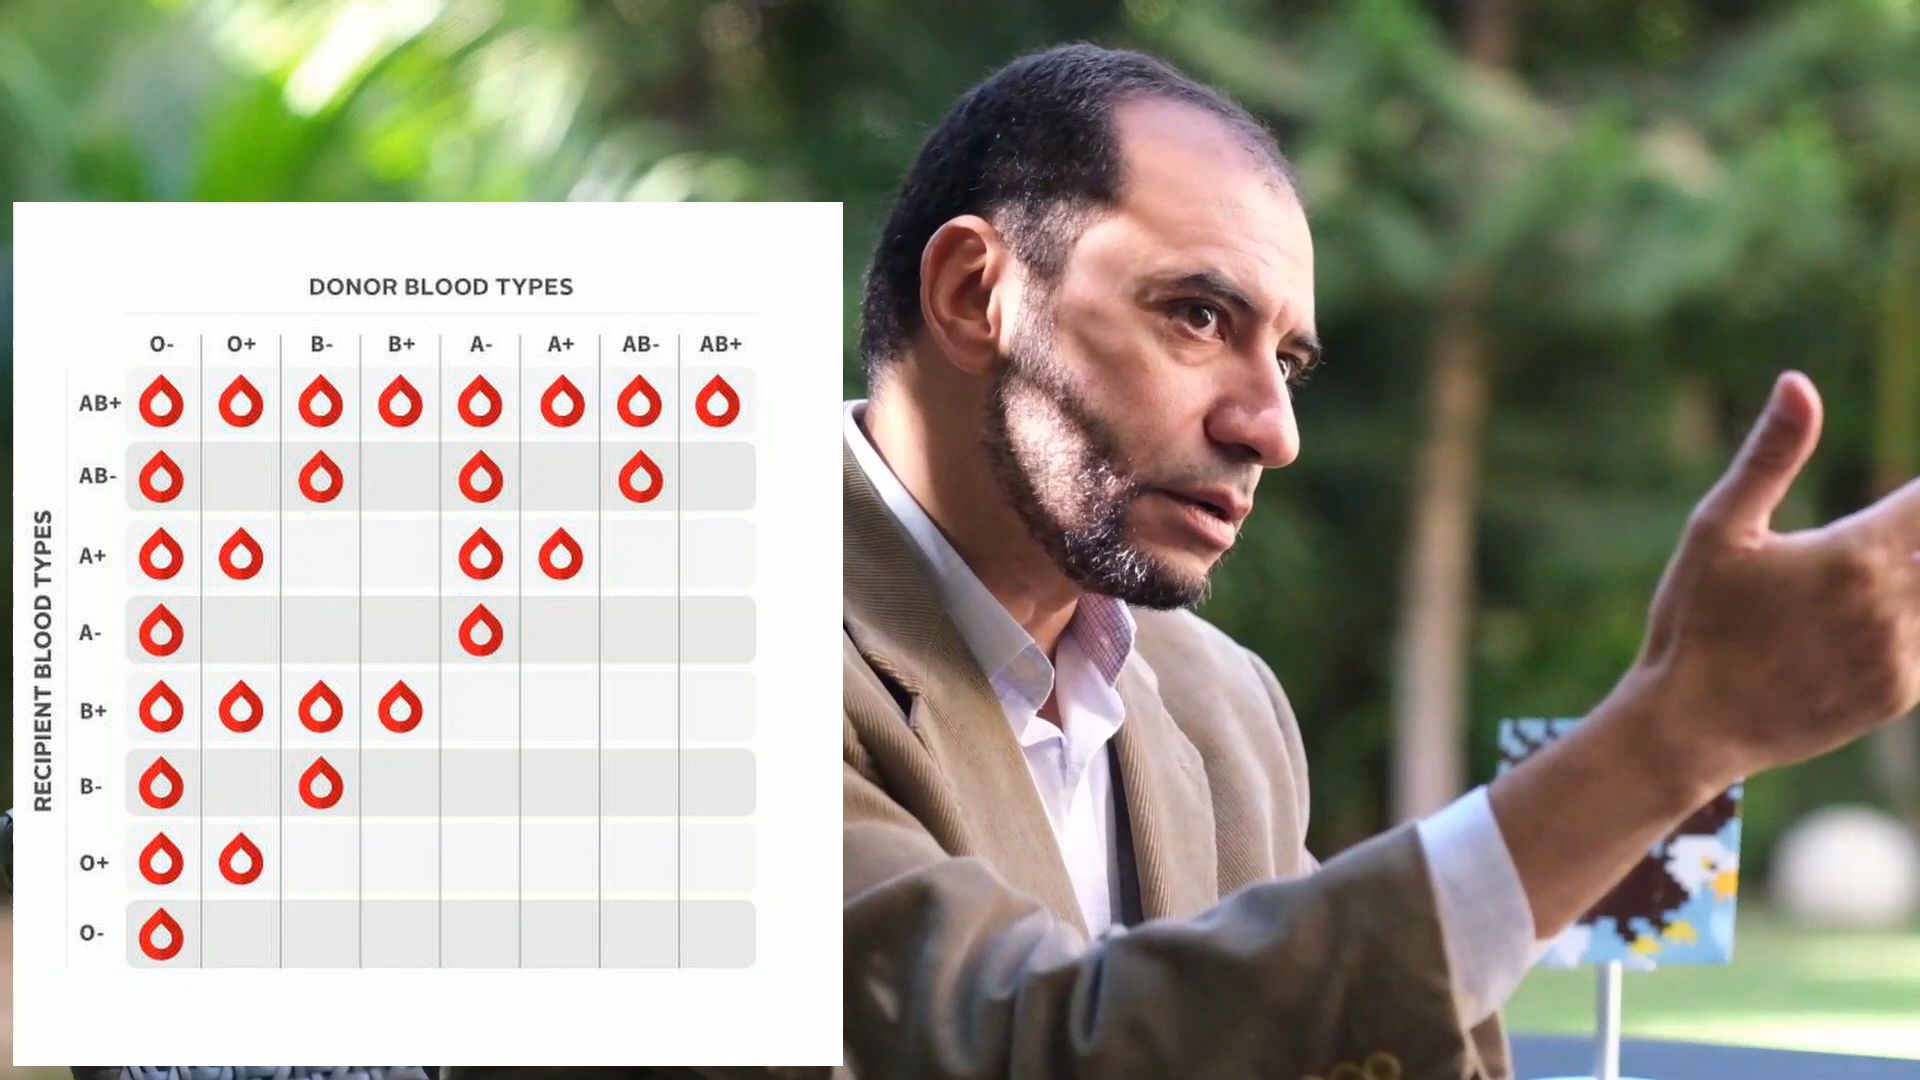 DONOR BLOOD TYPES
O- O+ B- B+ A- A+ AB- AB+
RECIPIENT BLOOD TYPES
AB+
AB-
A+
A-
B+
B-
O+
O-